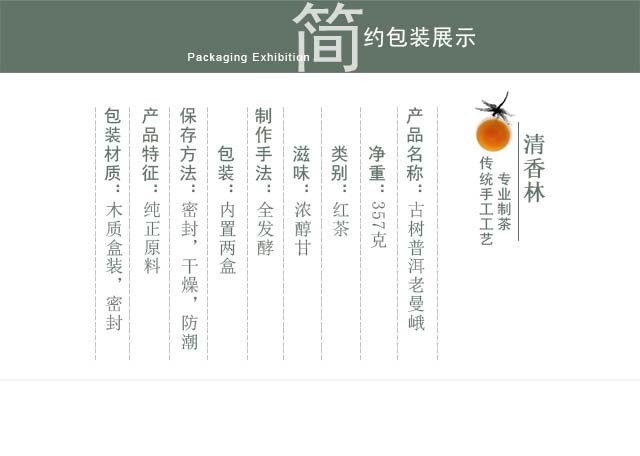 简约包装展示
Packaging Exhibition
清香林
专业制茶
传统手工工艺
产品名称：古树普洱老曼峨
净重：357克
类别：红茶
滋味：浓醇甘
制作手法：全发酵
包装：内置两盒
保存方法：密封，干燥，防潮
产品特征：纯正原料
包装材质：木质盒装，密封